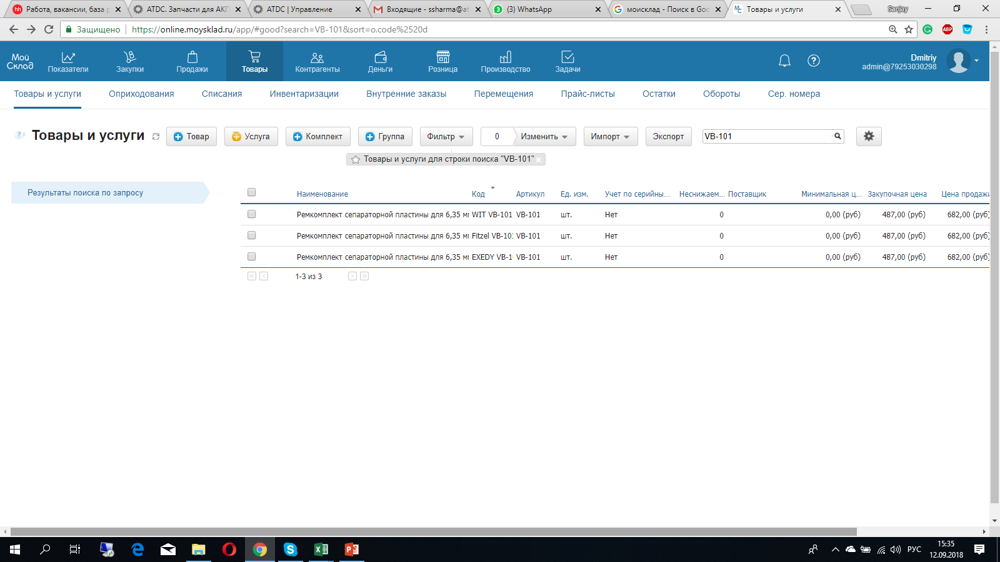 Работа, вакансии, база р
ATDC. Запчасти для АКП
ATDC | Управление
Входящие - ssharma@at
(3) WhatsApp
моисклад - Поиск в Goo
Товары и услуги
Sanjay
Защищено
https://online.moysklad.ru/app/#good?search=VB-101&sort=o.code%2520d
Мой Склад
Показатели
Закупки
Продажи
Товары
Контрагенты
Деньги
Розница
Производство
Задачи
Dmitriy
admin@79253030298
Товары и услуги
Оприходования
Списания
Инвентаризации
Внутренние заказы
Перемещения
Прайс-листы
Остатки
Обороты
Сер. номера
Товары и услуги
Товар
Услуга
Комплект
Группа
Фильтр
0
Изменить
Импорт
Экспорт
VB-101
Товары и услуги для строки поиска "VB-101"
Результаты поиска по запросу
Наименование Код Артикул Ед. изм. Учет по серийны... Неснижаем... Поставщик Минимальная ц... Закупочная цена Цена продажи
Ремкомплект сепараторной пластины для 6,35 мм WIT VB-101 VB-101 шт. Нет 0 0,00 (руб) 487,00 (руб) 682,00 (руб)
Ремкомплект сепараторной пластины для 6,35 мм Fitzel VB-101 VB-101 шт. Нет 0 0,00 (руб) 487,00 (руб) 682,00 (руб)
Ремкомплект сепараторной пластины для 6,35 мм EXEDY VB-1 VB-101 шт. Нет 0 0,00 (руб) 487,00 (руб) 682,00 (руб)
1-3 из 3
РУС
15:35
12.09.2018